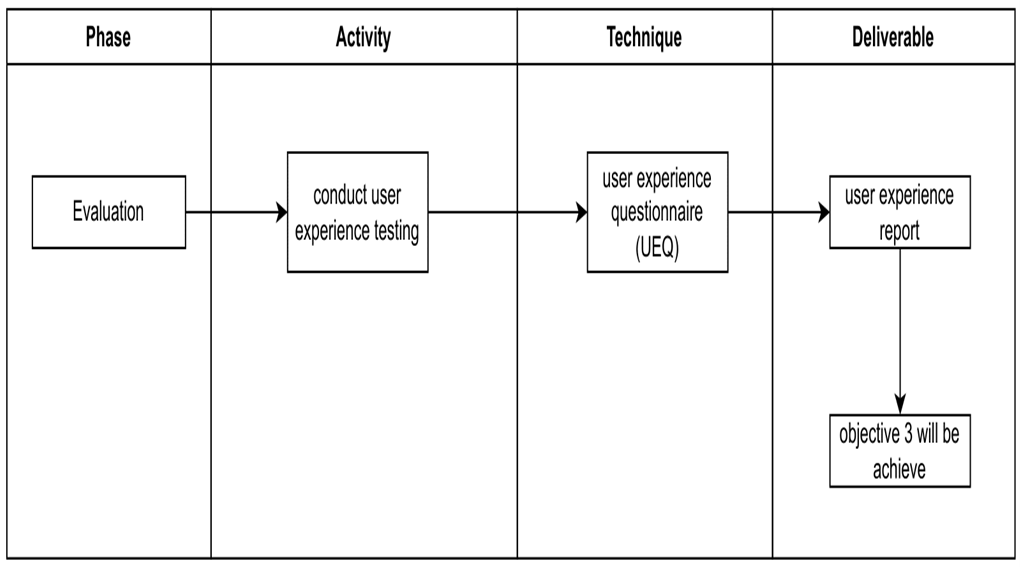 Phase
Activity
Technique
Deliverable
Evaluation
conduct user
experience testing
user experience
questionnaire
(UEQ)
user experience
report
objective 3 will be
achieve